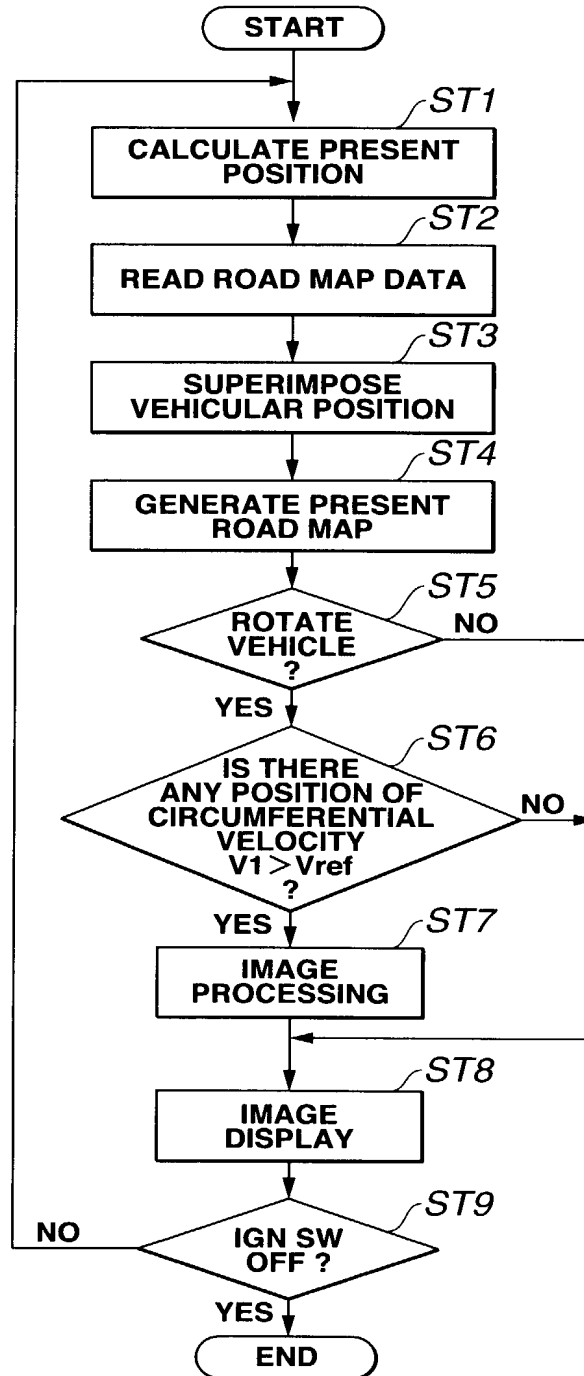 START
ST1
CALCULATE PRESENT
POSITION
ST2
READ ROAD MAP DATA
ST3
SUPERIMPOSE
VEHICULAR POSITION
ST4
GENERATE PRESENT
ROAD MAP
ST5
ROTATE
VEHICLE
?
NO
YES
ST6
IS THERE
ANY POSITION OF
CIRCUMFERENTIAL
VELOCITY
V1 > Vref
?
NO
YES
ST7
IMAGE
PROCESSING
ST8
IMAGE
DISPLAY
ST9
IGN SW
OFF ?
NO
YES
END